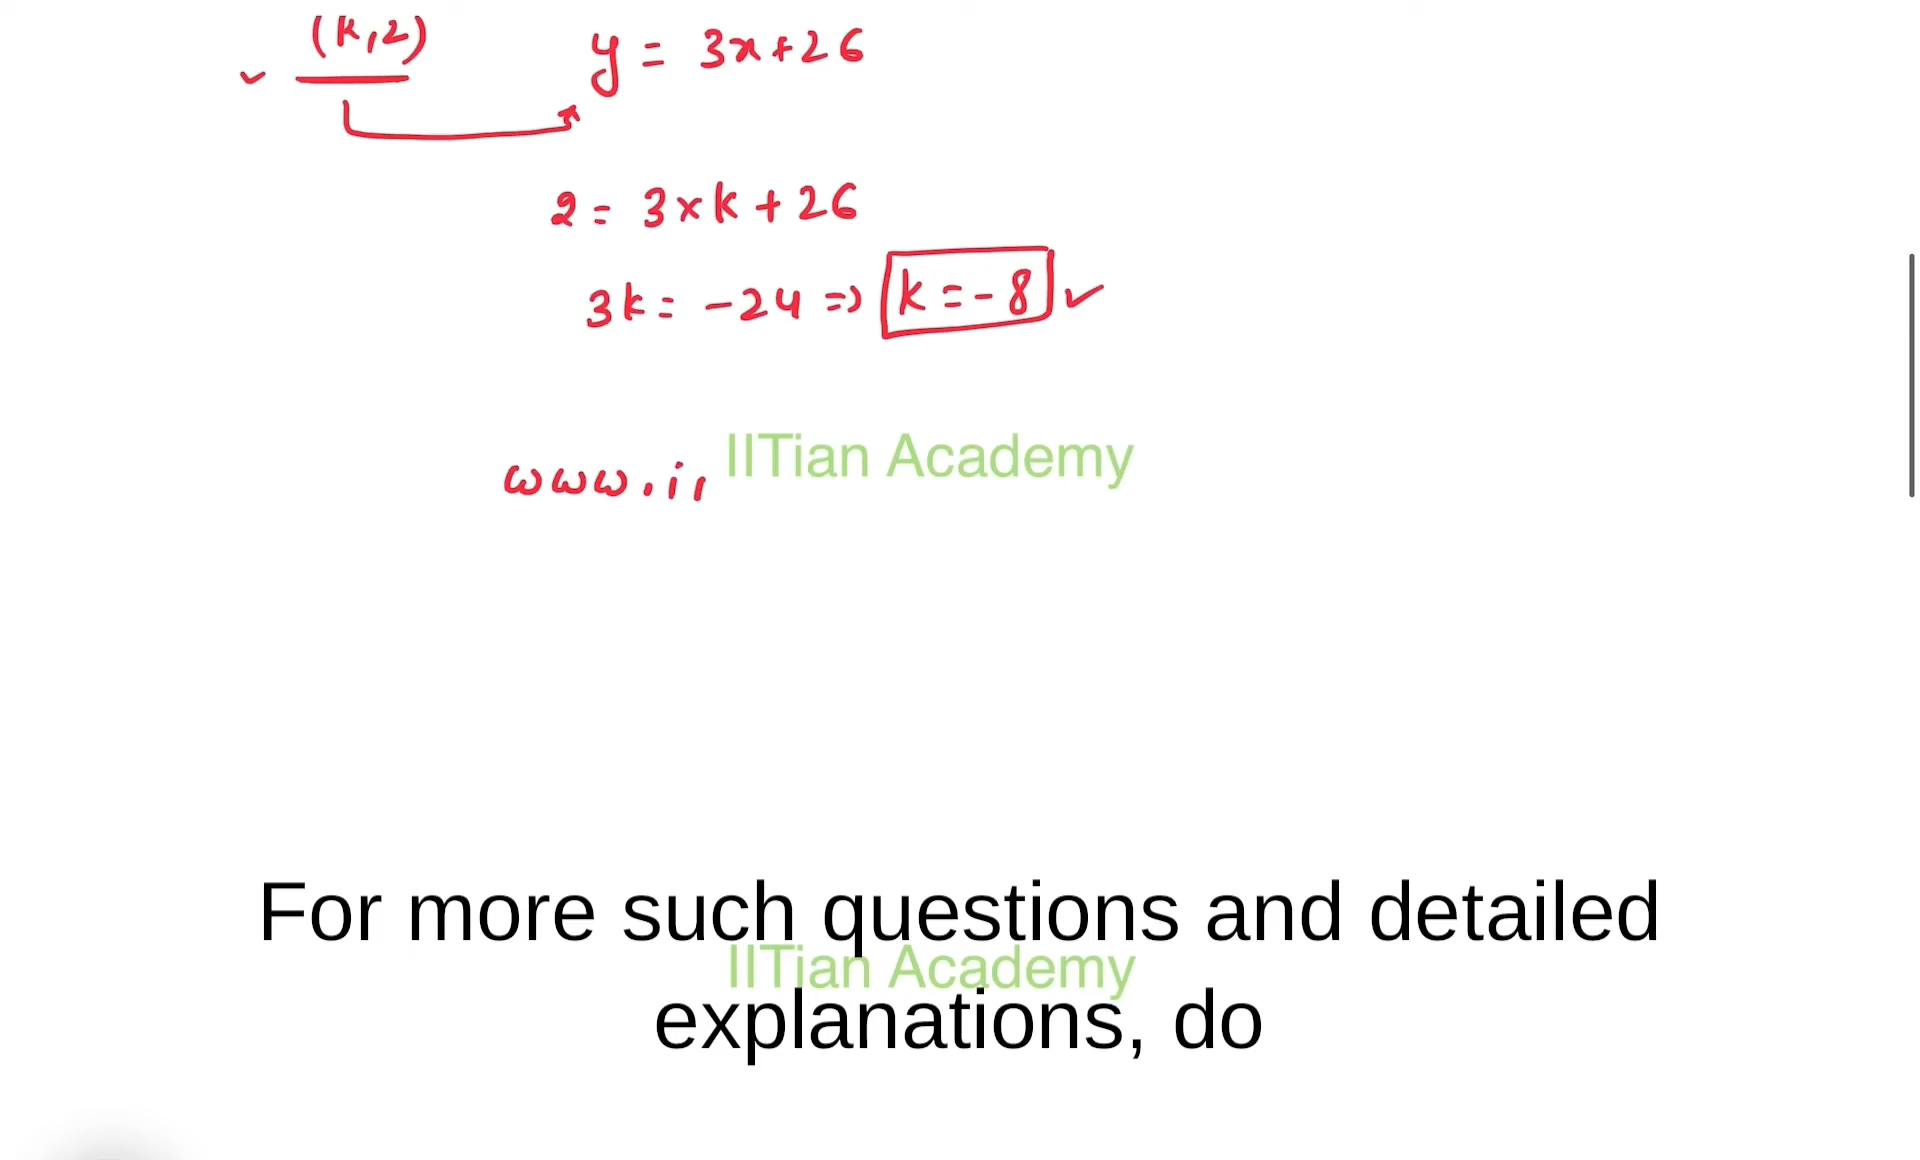 (k,2) y = 3x+26
2 = 3×k+26
3k = -24 => k = -8
www.ii
IITian Academy
For more such questions and detailed
IITian Academy
explanations, do